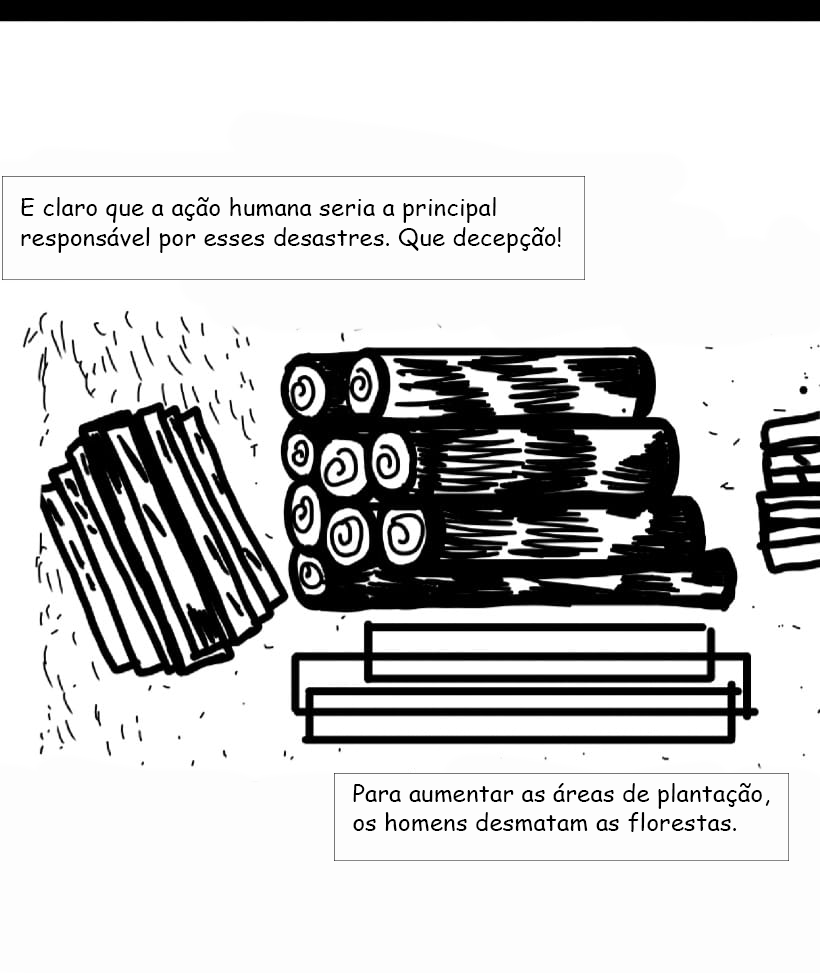 E claro que a ação humana seria a principal
responsável por esses desastres. Que decepção!
Para aumentar as áreas de plantação,
os homens desmatam as florestas.